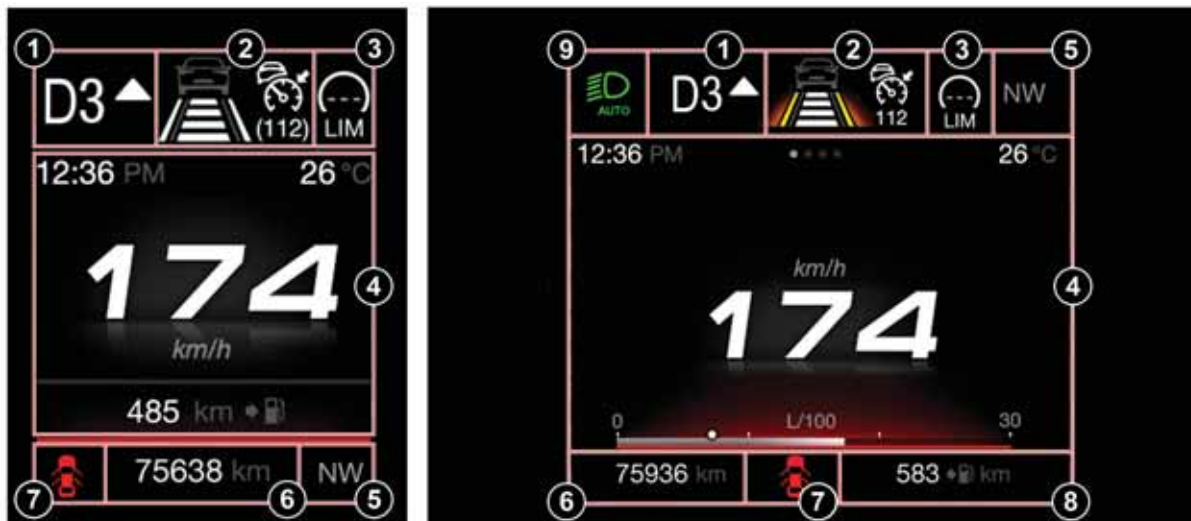 1 2 3
D3
(112)
LIM
12:36 PM 26 °C
174
4
km/h
485 km
75638 km NW
7 6 5
9 1 2 3 5
AUTO
D3
112
LIM
NW
12:36 PM 26 °C
km/h
174
4
0 L/100 30
75936 km 583 km
6 7 8